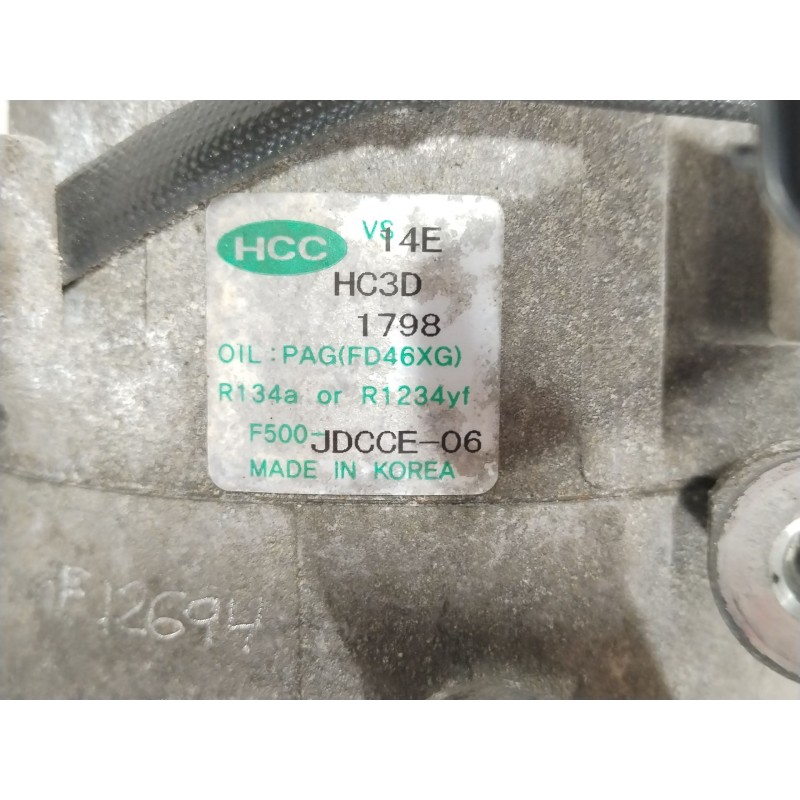 HCC VS 14E
HC3D
1798
OIL : PAG(FD46XG)
R134a or R1234yf
F500-JDCCE-06
MADE IN KOREA
1F12694